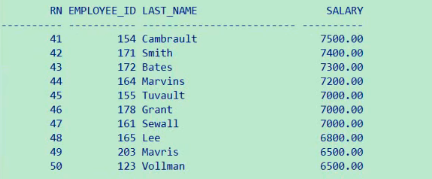 RN EMPLOYEE_ID LAST_NAME SALARY
---------- ----------- ------------------------- ----------
41 154 Cambrault 7500.00
42 171 Smith 7400.00
43 172 Bates 7300.00
44 164 Marvins 7200.00
45 155 Tuvault 7000.00
46 178 Grant 7000.00
47 161 Sewall 7000.00
48 165 Lee 6800.00
49 203 Mavris 6500.00
50 123 Vollman 6500.00